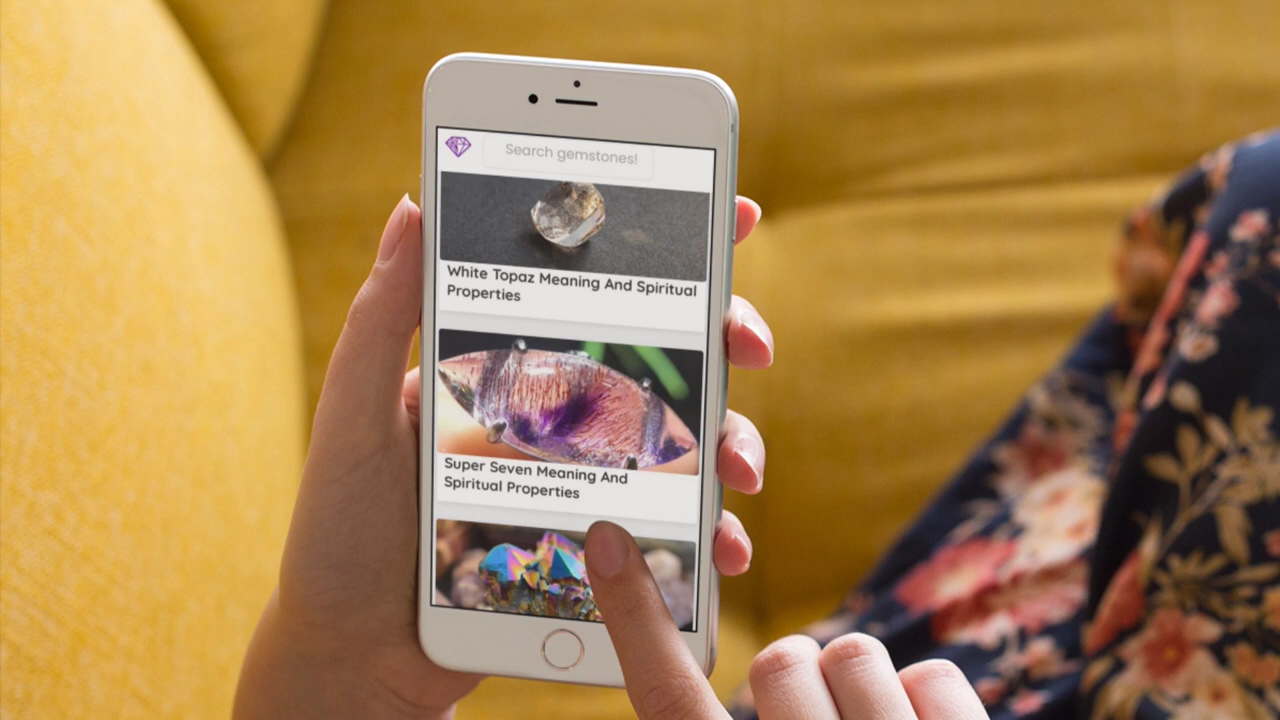 Search gemstones!
White Topaz Meaning And Spiritual
Properties
Super Seven Meaning And
Spiritual Properties